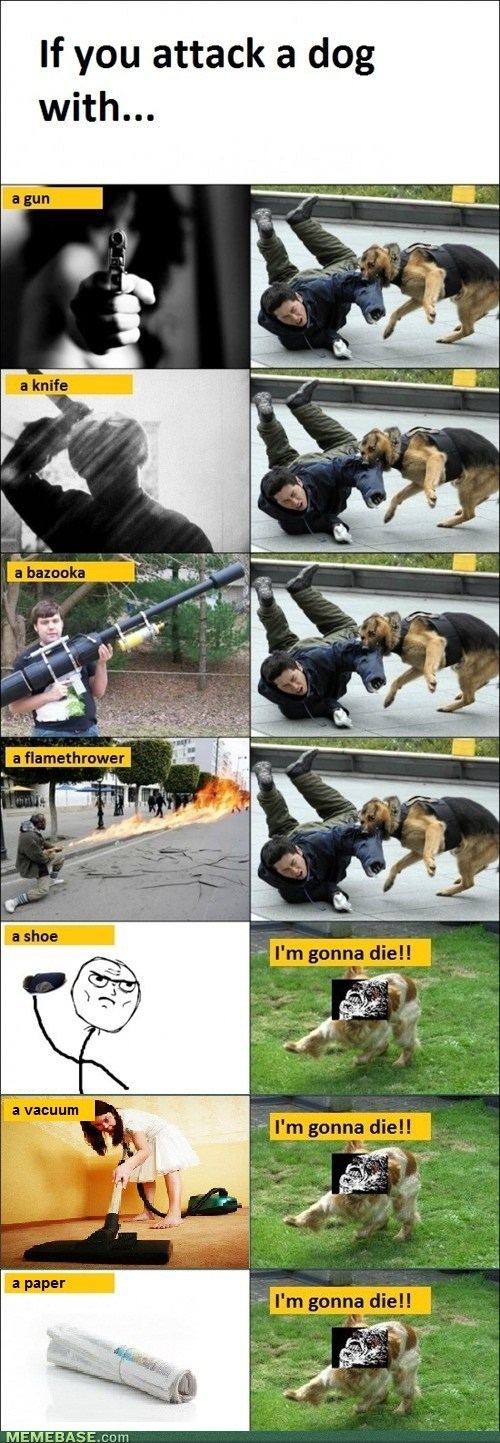 If you attack a dog
with...
a gun
a knife
a bazooka
a flamethrower
a shoe
I'm gonna die!!
a vacuum
I'm gonna die!!
a paper
I'm gonna die!!
MEMEBASE.com